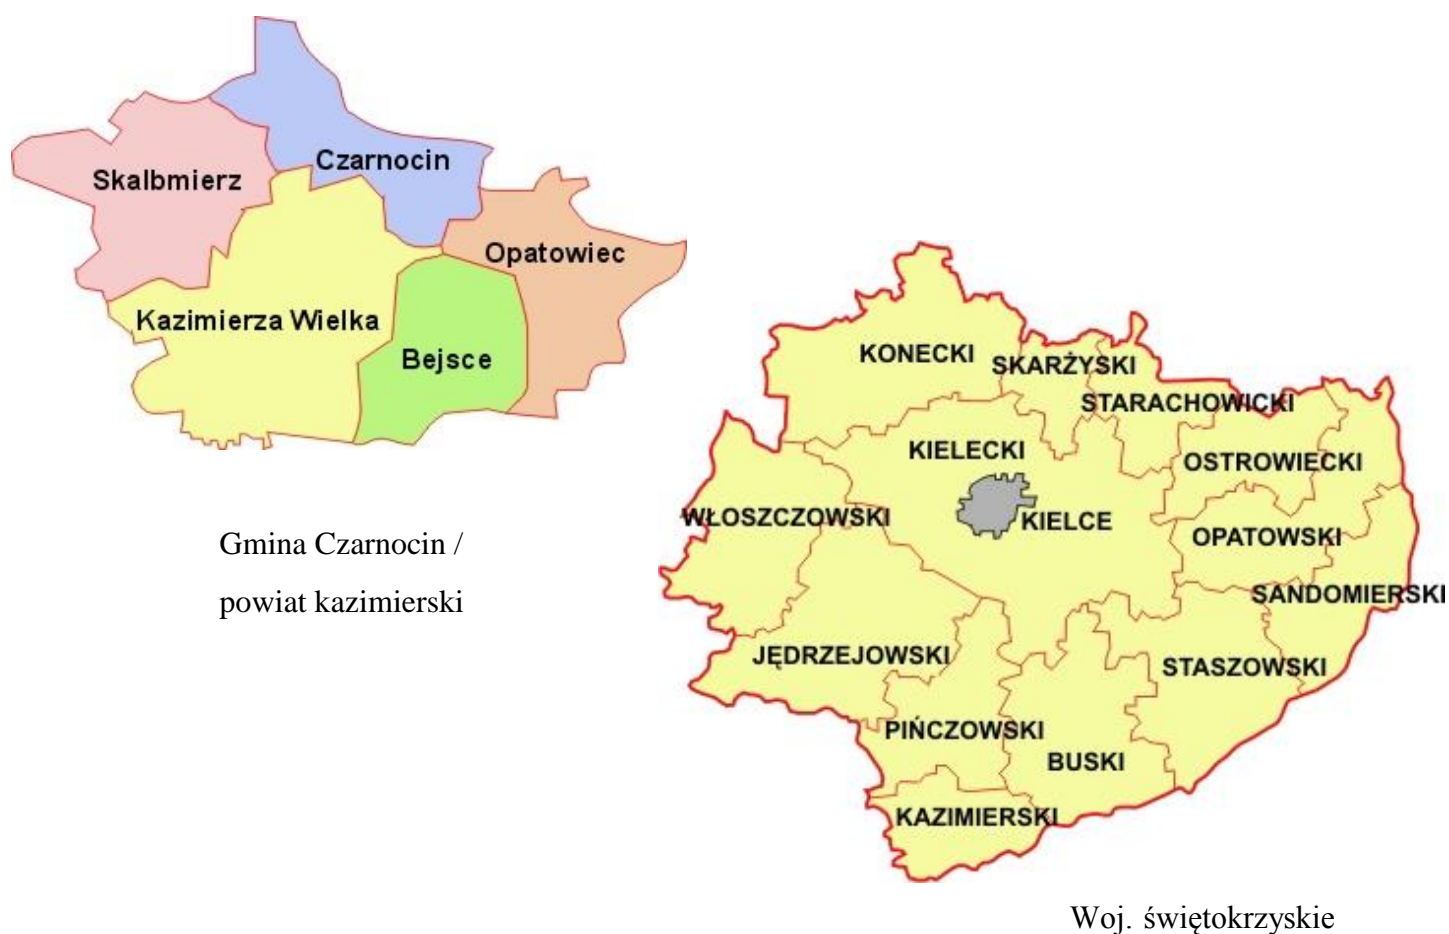 Czarnocin
Skalbmierz
Opatowiec
Kazimierza Wielka
Bejsce
Gmina Czarnocin /
powiat kazimierski
KONECKI
SKARŻYSKI
STARACHOWICKI
KIELECKI
OSTROWIECKI
WŁOSZCZOWSKI
KIELCE
OPATOWSKI
SANDOMIERSKI
JĘDRZEJOWSKI
STASZOWSKI
PIŃCZOWSKI
BUSKI
KAZIMIERSKI
Woj. świętokrzyskie